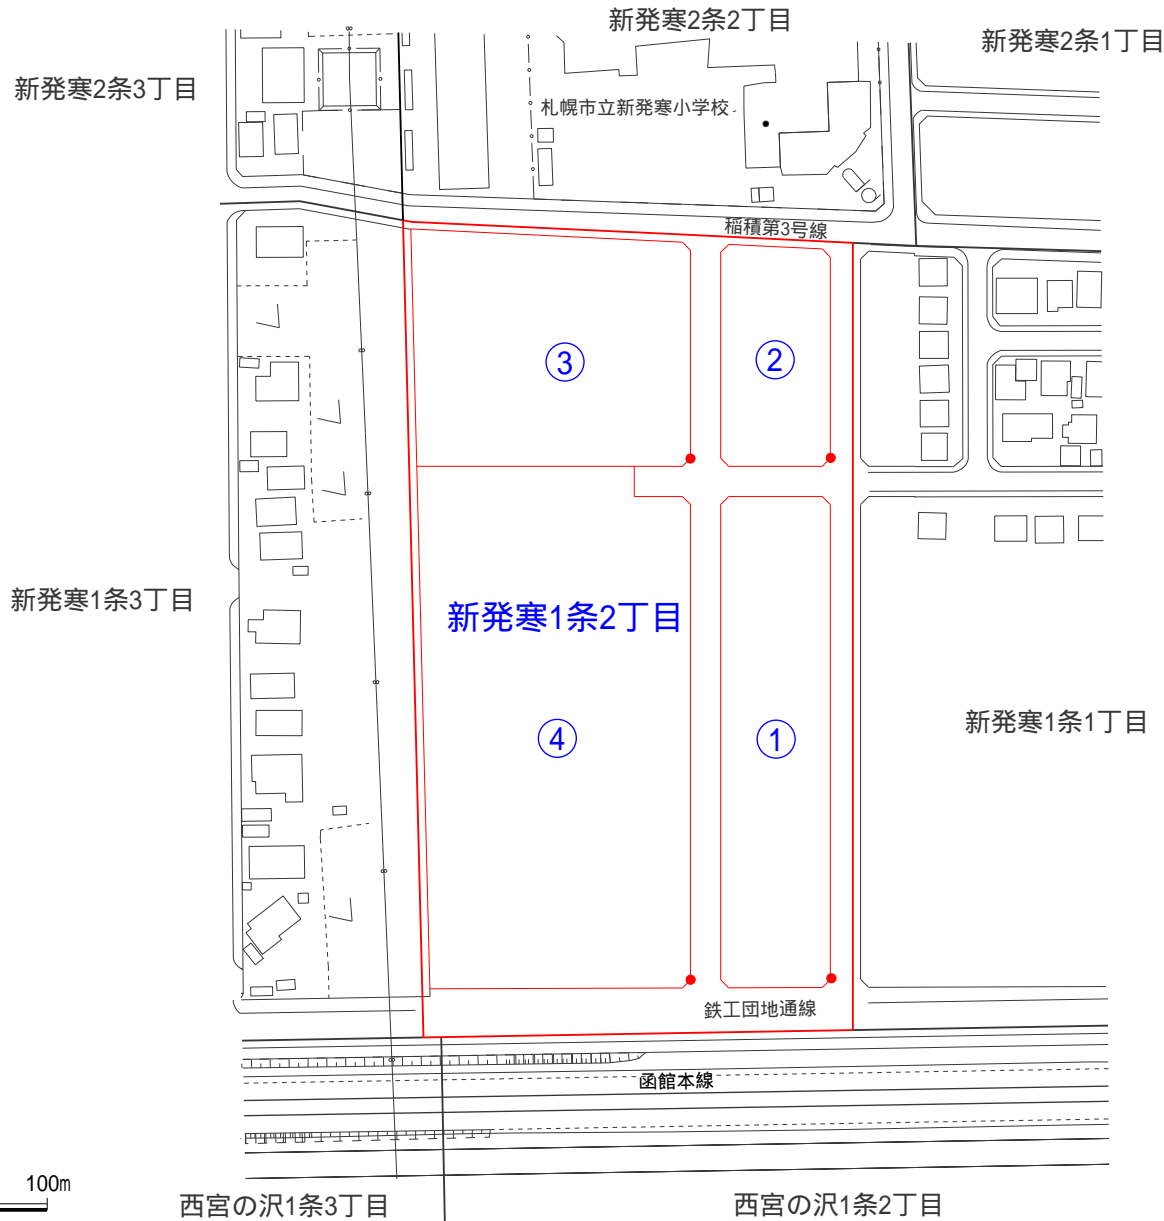 新発寒2条2丁目
新発寒2条1丁目
新発寒2条3丁目
札幌市立新発寒小学校
稲積第3号線
③
②
新発寒1条3丁目
新発寒1条2丁目
新発寒1条1丁目
④
①
鉄工団地通線
函館本線
100m
西宮の沢1条3丁目
西宮の沢1条2丁目